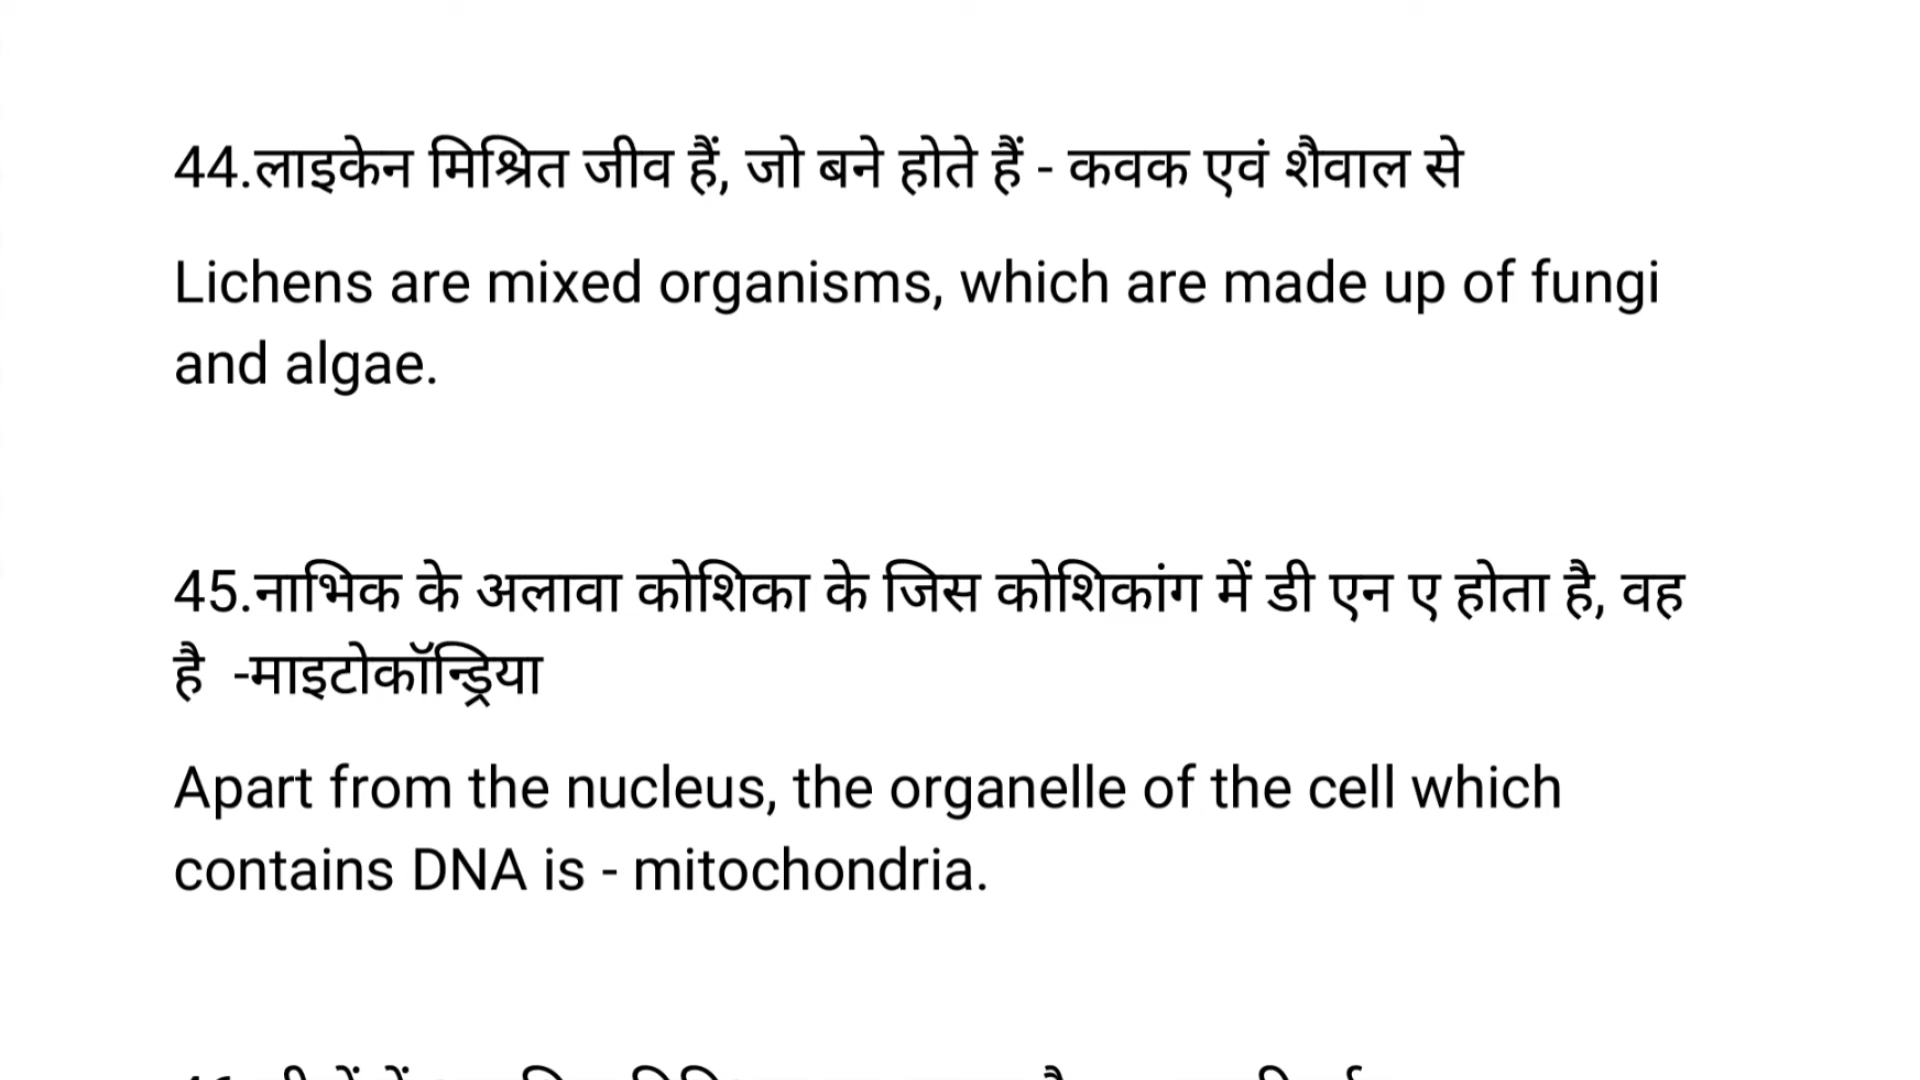 44.लाइकेन मिश्रित जीव हैं, जो बने होते हैं - कवक एवं शैवाल से
Lichens are mixed organisms, which are made up of fungi
and algae.
45.नाभिक के अलावा कोशिका के जिस कोशिकांग में डी एन ए होता है, वह
है  -माइटोकॉन्ड्रिया
Apart from the nucleus, the organelle of the cell which
contains DNA is - mitochondria.